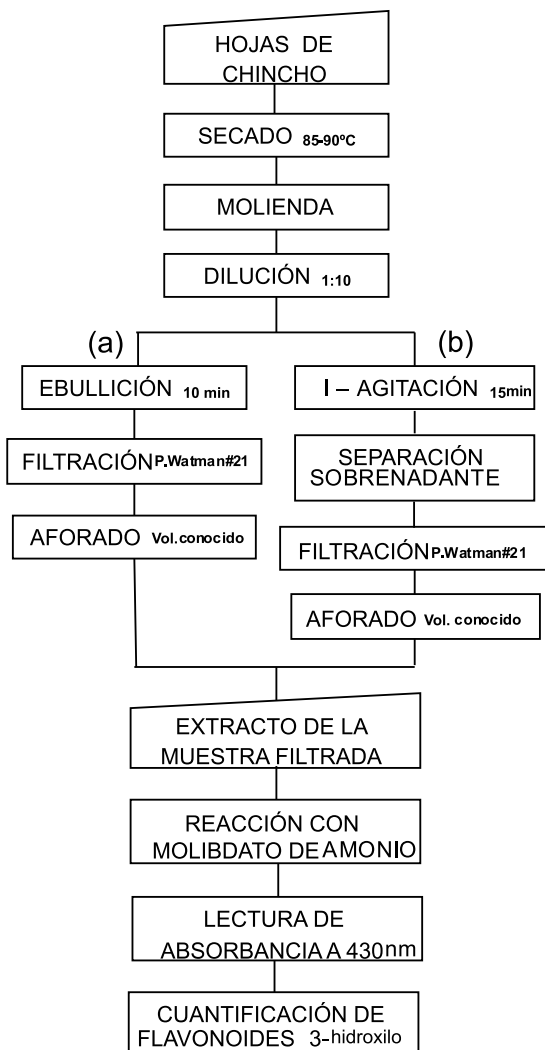 HOJAS DE
CHINCHO
SECADO 85-90ºC
MOLIENDA
DILUCIÓN 1:10
(a)
EBULLICIÓN 10 min
FILTRACIÓN P.Watman#21
AFORADO Vol.conocido
(b)
I – AGITACIÓN 15min
SEPARACIÓN
SOBRENADANTE
FILTRACIÓN P.Watman#21
AFORADO Vol. conocido
EXTRACTO DE LA
MUESTRA FILTRADA
REACCIÓN CON
MOLIBDATO DE AMONIO
LECTURA DE
ABSORBANCIA A 430nm
CUANTIFICACIÓN DE
FLAVONOIDES 3-hidroxilo